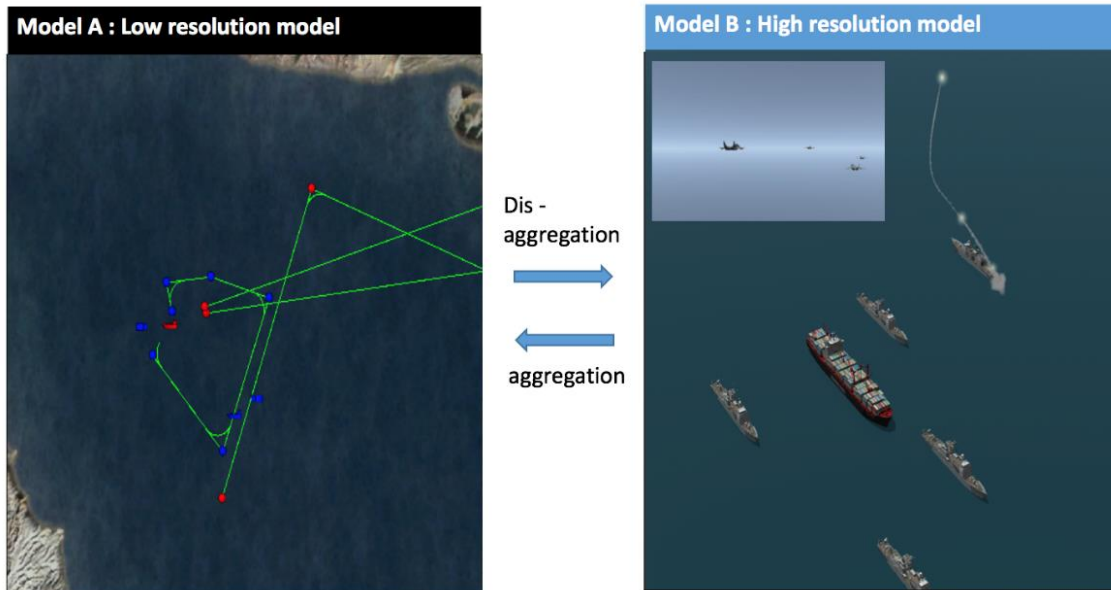 Model A : Low resolution model
Model B : High resolution model
Dis -
aggregation
aggregation